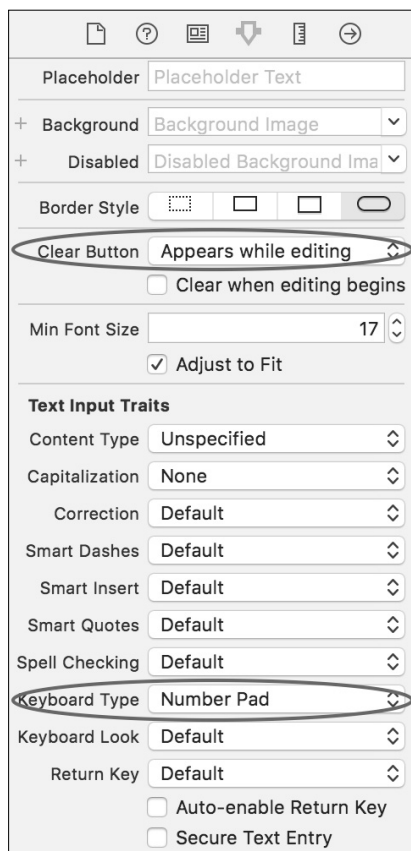 Placeholder Placeholder Text
+ Background Background Image
+ Disabled Disabled Background Ima
Border Style
Clear Button Appears while editing
Clear when editing begins
Min Font Size 17
Adjust to Fit
Text Input Traits
Content Type Unspecified
Capitalization None
Correction Default
Smart Dashes Default
Smart Insert Default
Smart Quotes Default
Spell Checking Default
Keyboard Type Number Pad
Keyboard Look Default
Return Key Default
Auto-enable Return Key
Secure Text Entry